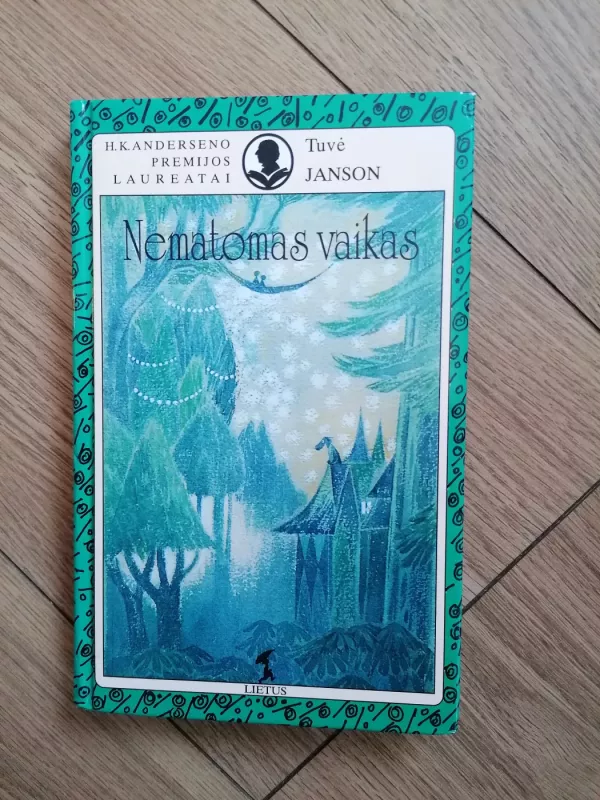 H.K.ANDERSENO
PREMIJOS
LAUREATAI
Tuvė
JANSON
Nematomas vaikas
LIETUS